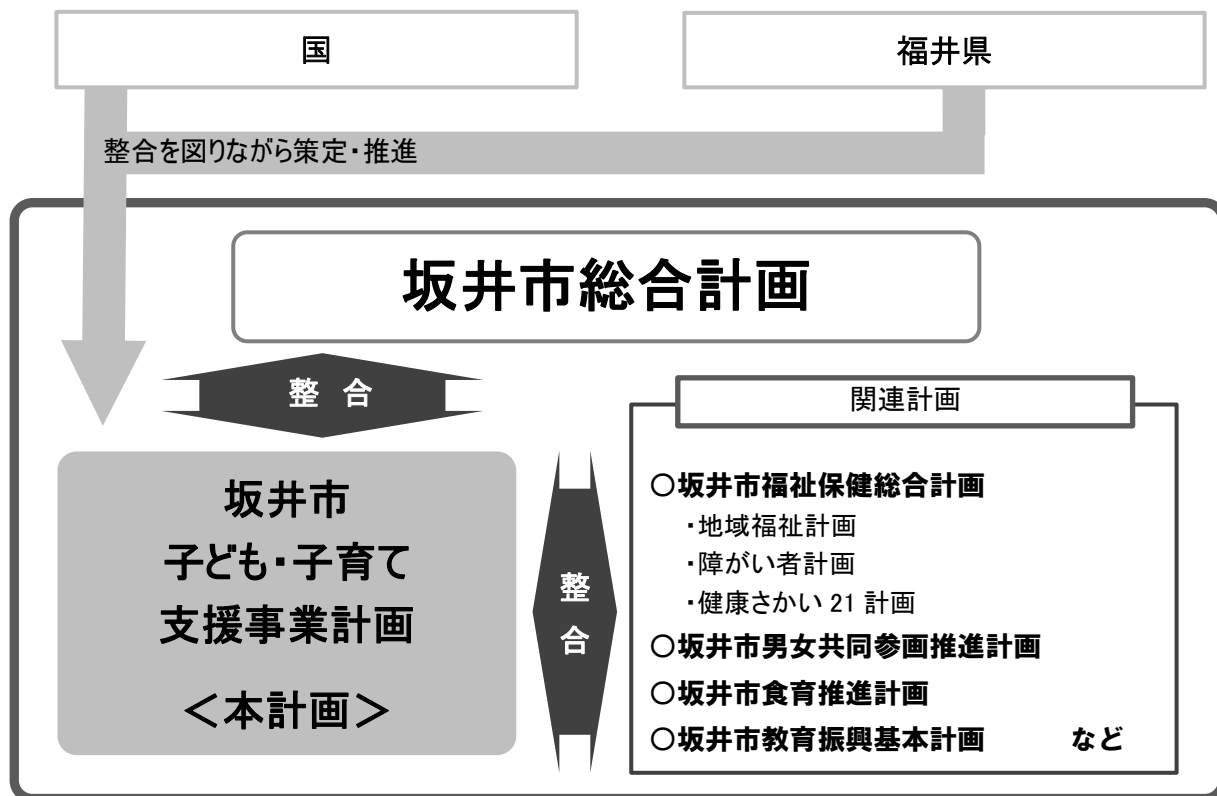 国
福井県
整合を図りながら策定・推進
坂井市総合計画
整 合
坂井市
子ども・子育て
支援事業計画
＜本計画＞
整
合
関連計画
○坂井市福祉保健総合計画
・地域福祉計画
・障がい者計画
・健康さかい 21 計画
○坂井市男女共同参画推進計画
○坂井市食育推進計画
○坂井市教育振興基本計画　　　など